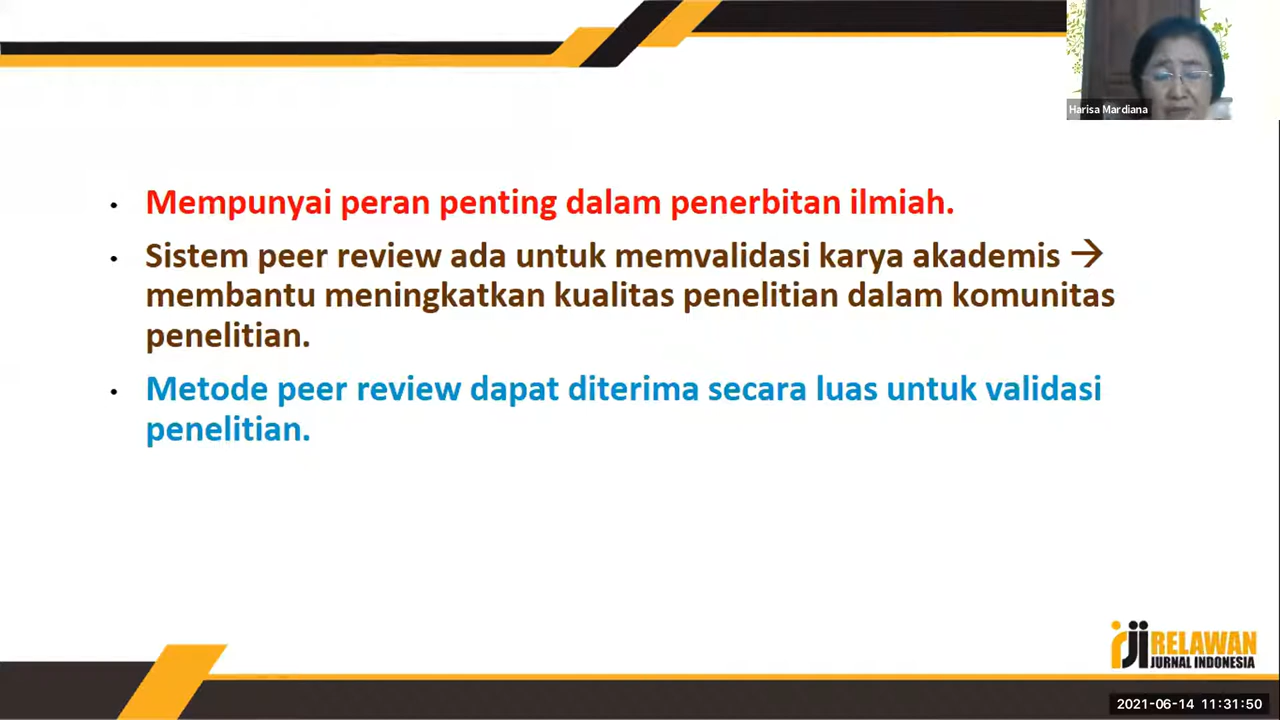 Harisa Mardiana
• Mempunyai peran penting dalam penerbitan ilmiah.
• Sistem peer review ada untuk memvalidasi karya akademis →
membantu meningkatkan kualitas penelitian dalam komunitas
penelitian.
• Metode peer review dapat diterima secara luas untuk validasi
penelitian.
rji RELAWAN
JURNAL INDONESIA
2021-06-14 11:31:50